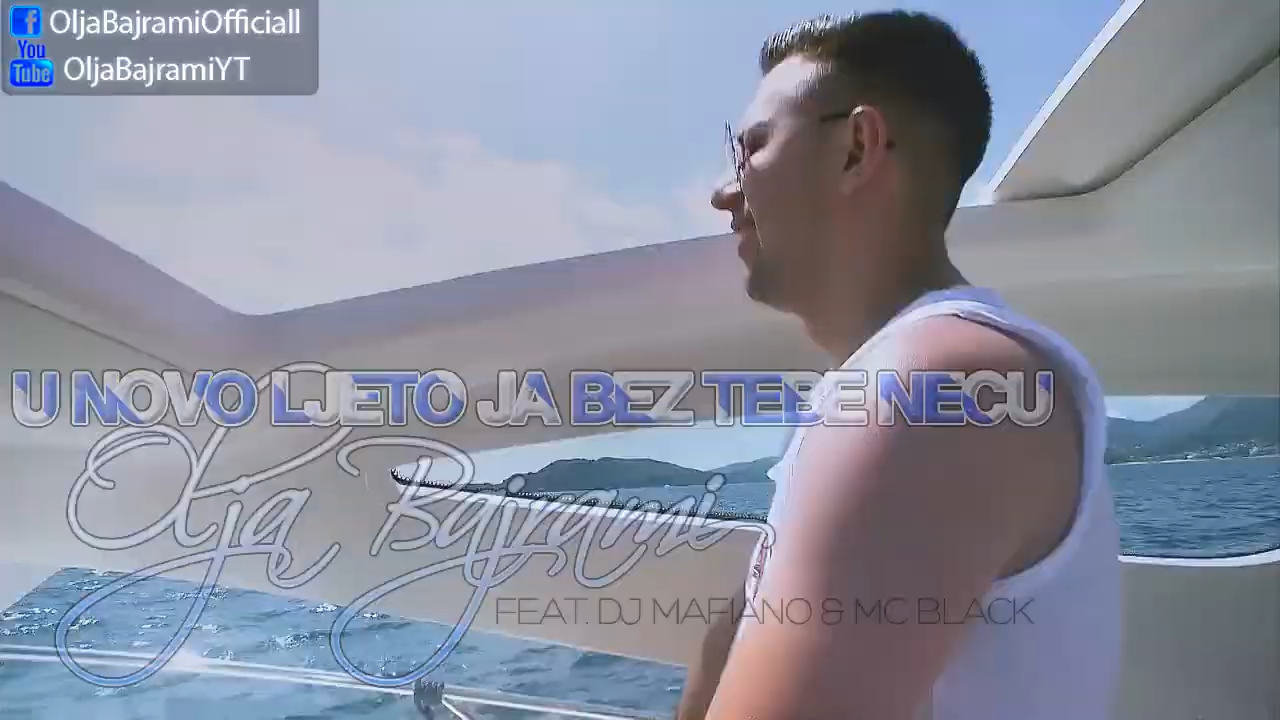 OljaBajramiOfficiall
You
Tube OljaBajramiYT
U NOVO LJETO JA BEZ TEBE NECU
Olja Bajrami
FEAT. DJ MAFIANO & MC BLACK